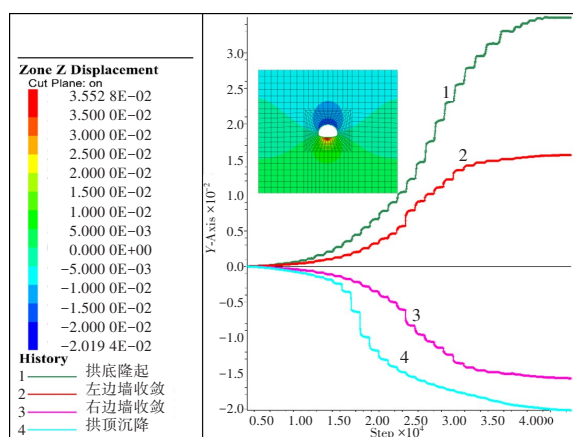 Zone Z Displacement
Cut Plane: on
3.552 8E-02
3.500 0E-02
3.000 0E-02
2.500 0E-02
2.000 0E-02
1.500 0E-02
1.000 0E-02
5.000 0E-03
0.000 0E+00
−5.000 0E-03
−1.000 0E-02
−1.500 0E-02
−2.000 0E-02
−2.019 4E-02
History
1 拱底隆起
2 左边墙收敛
3 右边墙收敛
4 拱顶沉降
Y-Axis ×10⁻²
3.0
2.5
2.0
1.5
1.0
0.5
0.0
−0.5
−1.0
−1.5
−2.0
1
2
3
4
0.50 1.00 1.50 2.00 2.50 3.00 3.50 4.0000
Step ×10⁴